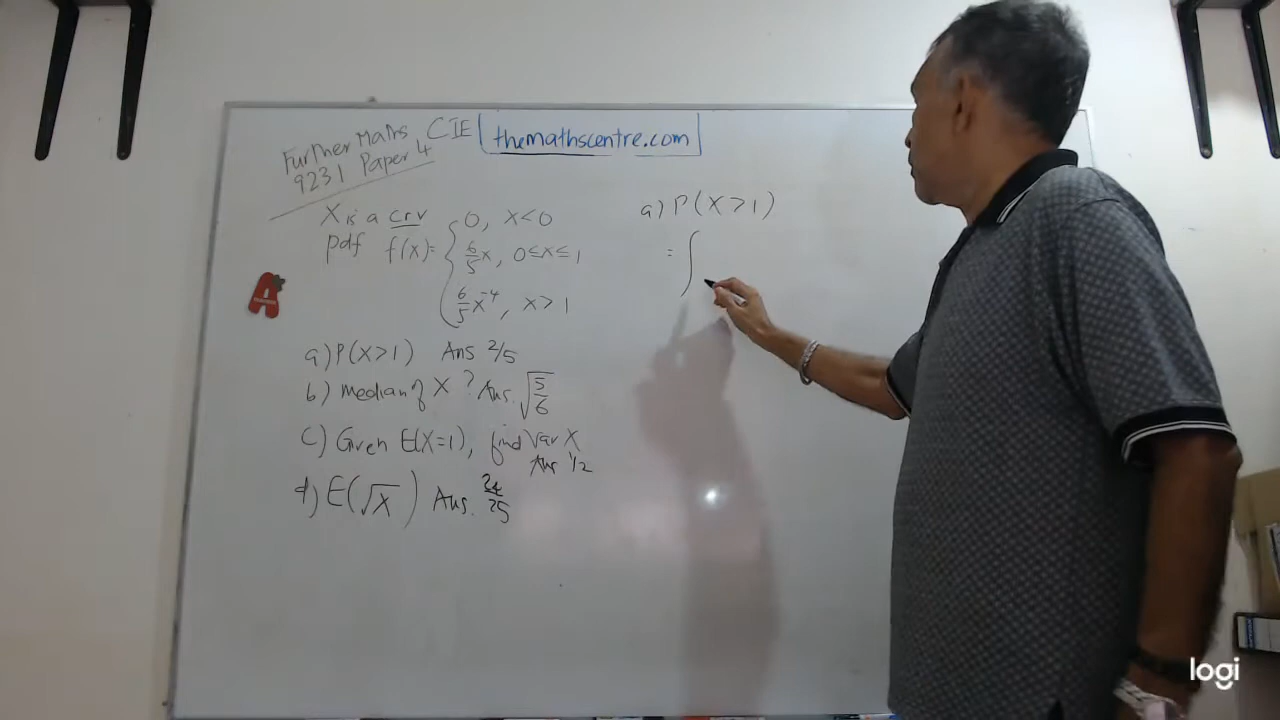 Further Maths CIE
themathscentre.com
9231 Paper 4
X is a crv
pdf f(x)= { 0, x<0
6/5 x, 0≤x≤1
6/5 x⁻⁴, x>1
a) P(X>1) Ans 2/5
b) Median of X ? Ans. √5/6
c) Given E(X=1), find Var X
Ans 1/2
d) E(√X) Ans. 24/25
a) P(X>1)
= ∫
A
logi